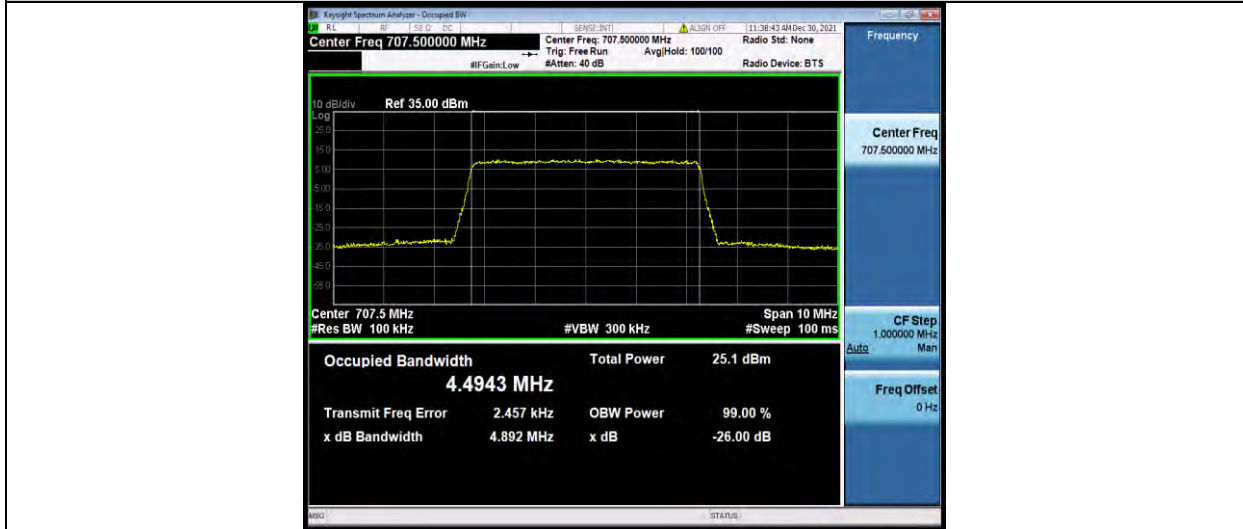 Keysight Spectrum Analyzer - Occupied BW
RL RF 50 Ω DC SENSE:INT ALIGN OFF 11:38:43 AM Dec 30, 2021
Center Freq 707.500000 MHz
Center Freq: 707.500000 MHz
Radio Std: None
Trig: Free Run Avg|Hold: 100/100
#IFGain:Low
#Atten: 40 dB
Radio Device: BTS
10 dB/div Ref 35.00 dBm
Log
25.0
15.0
5.00
-5.00
-15.0
-25.0
-35.0
-45.0
-55.0
Center 707.5 MHz Span 10 MHz
#Res BW 100 kHz #VBW 300 kHz #Sweep 100 ms
Occupied Bandwidth Total Power 25.1 dBm
4.4943 MHz
Transmit Freq Error 2.457 kHz OBW Power 99.00 %
x dB Bandwidth 4.892 MHz x dB -26.00 dB
MSG STATUS
Frequency
Center Freq
707.500000 MHz
CF Step
1.000000 MHz
Auto Man
Freq Offset
0 Hz